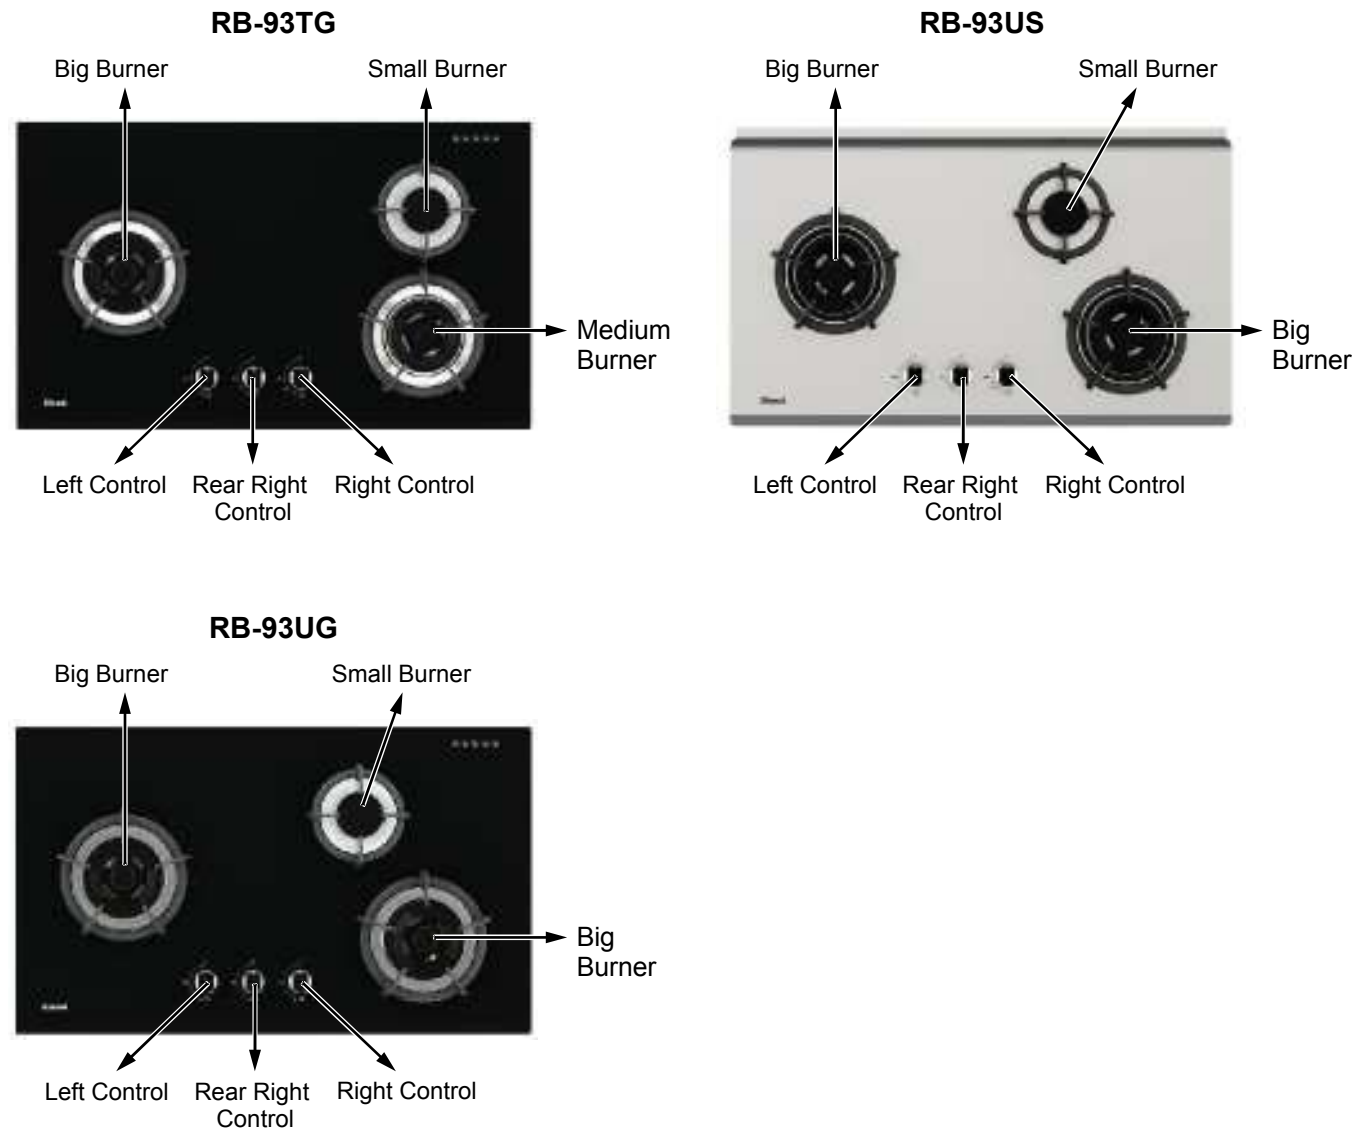 RB-93TG
Big Burner
Small Burner
Medium
Burner
Left Control
Rear Right
Control
Right Control
RB-93US
Big Burner
Small Burner
Big
Burner
Left Control
Rear Right
Control
Right Control
RB-93UG
Big Burner
Small Burner
Big
Burner
Left Control
Rear Right
Control
Right Control